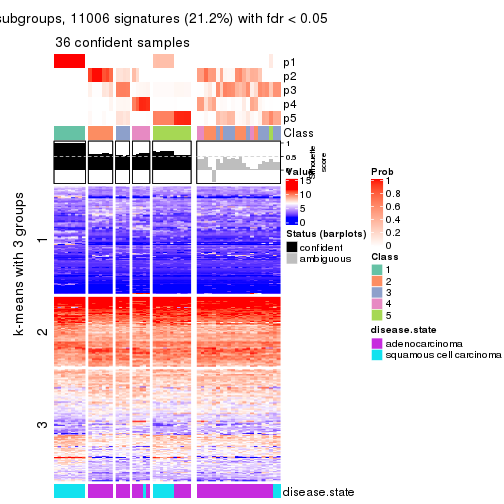 subgroups, 11006 signatures (21.2%) with fdr < 0.05
36 confident samples
p1
p2
p3
p4
p5
Class
1
0.5
0
silhouette
score
k-means with 3 groups
1
2
3
disease.state
Value
15
10
5
0
Status (barplots)
confident
ambiguous
Prob
1
0.8
0.6
0.4
0.2
0
Class
1
2
3
4
5
disease.state
adenocarcinoma
squamous cell carcinoma